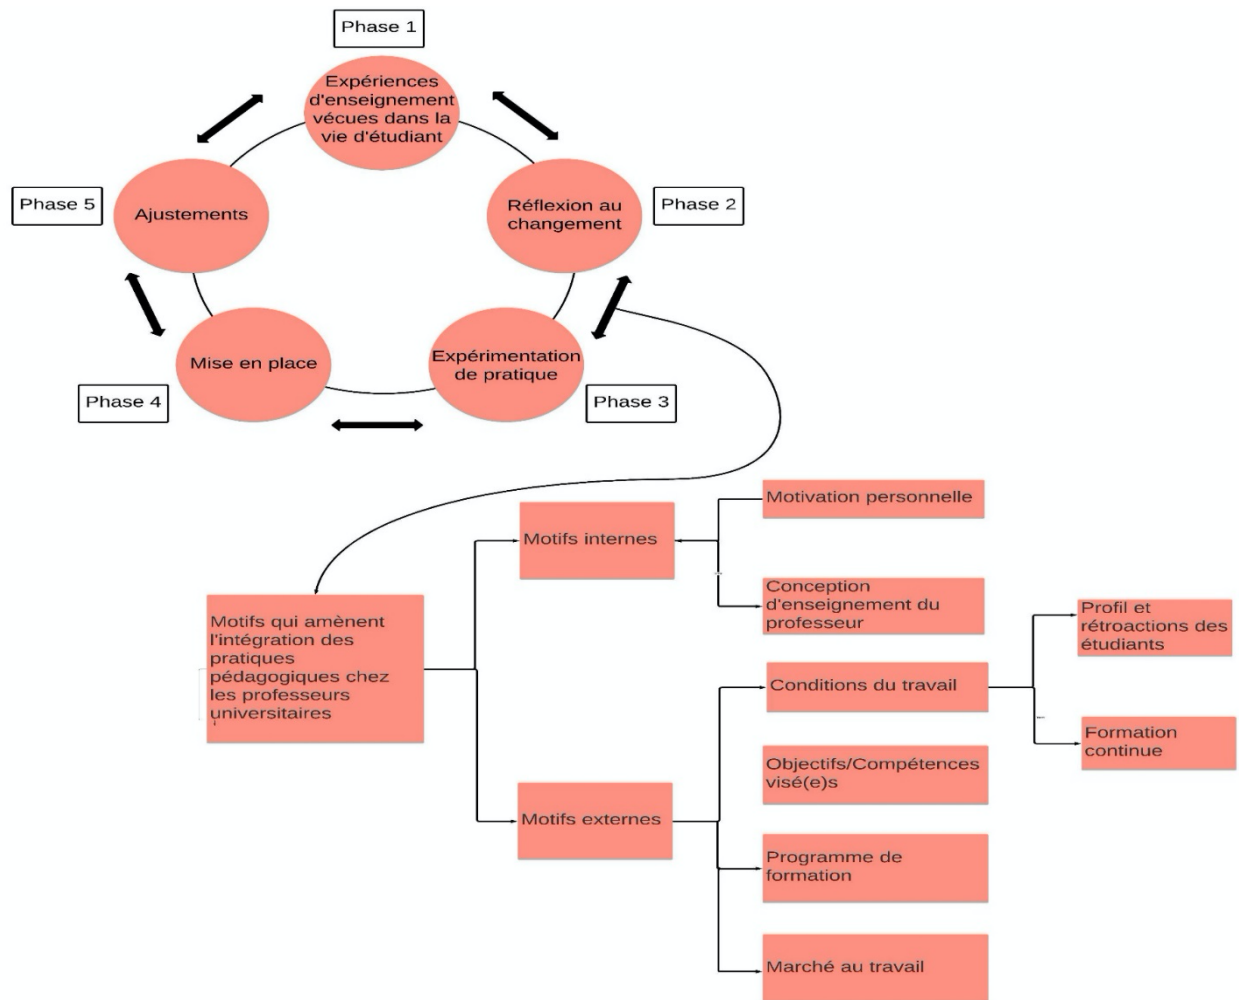 Phase 1
Expériences
d'enseignement
vécues dans la
vie d'étudiant
Phase 5
Ajustements
Réflexion au
changement
Phase 2
Mise en place
Expérimentation
de pratique
Phase 4
Phase 3
Motifs qui amènent
l'intégration des
pratiques
pédagogiques chez
les professeurs
universitaires
Motifs internes
Motivation personnelle
Conception
d'enseignement du
professeur
Motifs externes
Conditions du travail
Profil et
rétroactions des
étudiants
Formation
continue
Objectifs/Compétences
visé(e)s
Programme de
formation
Marché au travail